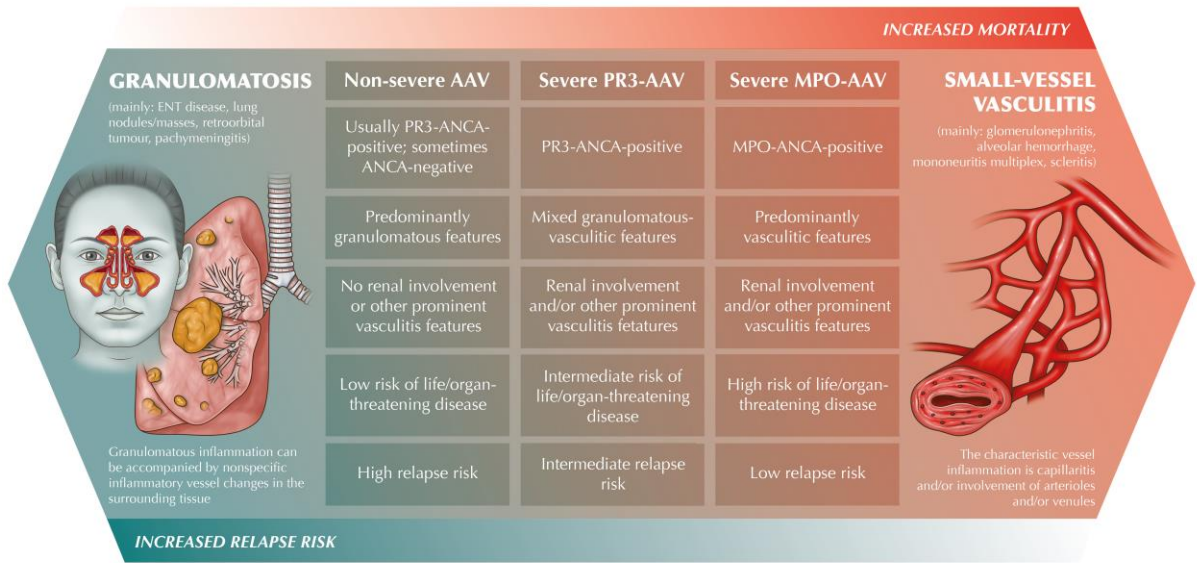 INCREASED MORTALITY
GRANULOMATOSIS
(mainly: ENT disease, lung
nodules/masses, retroorbital
tumour, pachymeningitis)
Non-severe AAV
Severe PR3-AAV
Severe MPO-AAV
Usually PR3-ANCA-
positive; sometimes
ANCA-negative
PR3-ANCA-positive
MPO-ANCA-positive
Predominantly
granulomatous features
Mixed granulomatous-
vasculitic features
Predominantly
vasculitic features
No renal involvement
or other prominent
vasculitis features
Renal involvement
and/or other prominent
vasculitis fetatures
Renal involvement
and/or other prominent
vasculitis features
Low risk of life/organ-
threatening disease
Intermediate risk of
life/organ-threatening
disease
High risk of life/organ-
threatening disease
High relapse risk
Intermediate relapse
risk
Low relapse risk
SMALL-VESSEL
VASCULITIS
(mainly: glomerulonephritis,
alveolar hemorrhage,
mononeuritis multiplex, scleritis)
Granulomatous inflammation can
be accompanied by nonspecific
inflammatory vessel changes in the
surrounding tissue
The characteristic vessel
inflammation is capillaritis
and/or involvement of arterioles
and/or venules
INCREASED RELAPSE RISK